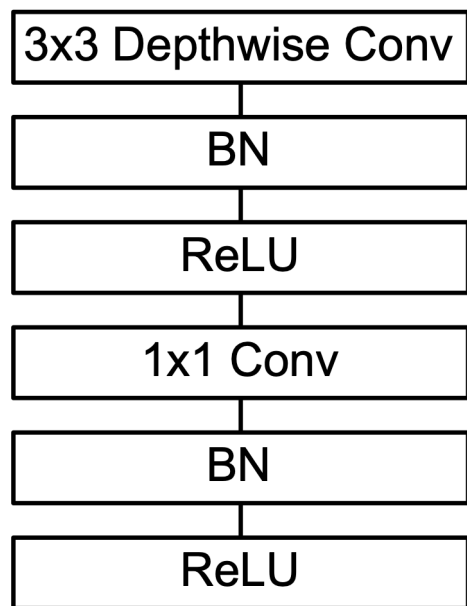 3x3 Depthwise Conv
BN
ReLU
1x1 Conv
BN
ReLU